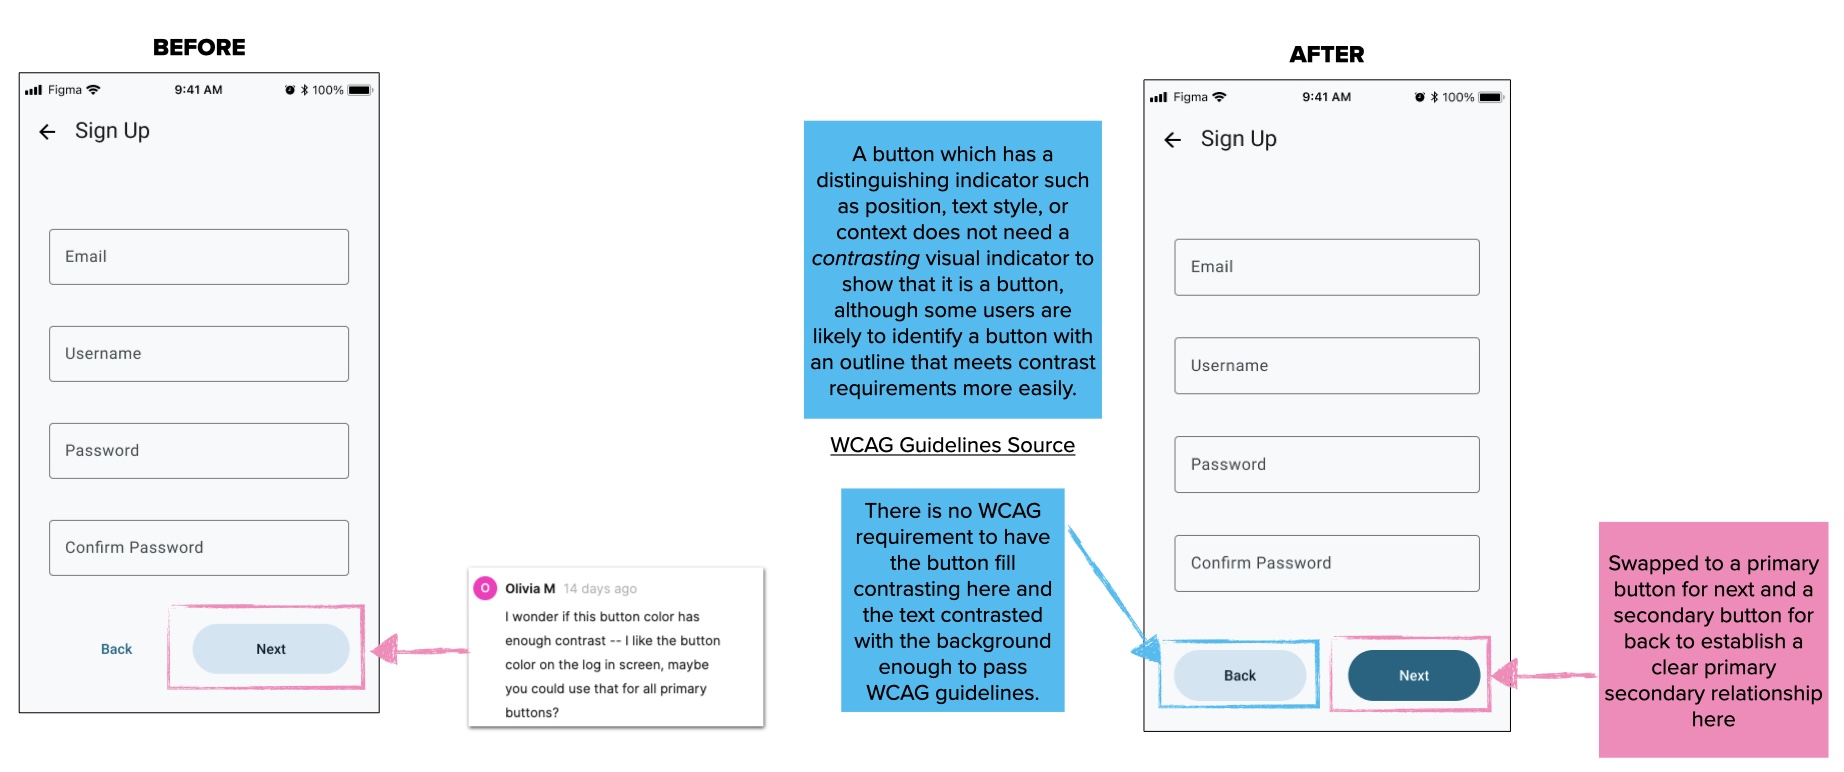 BEFORE
Figma
9:41 AM
100%
Sign Up
Email
Username
Password
Confirm Password
Back
Next
O
Olivia M 14 days ago
I wonder if this button color has
enough contrast -- I like the button
color on the log in screen, maybe
you could use that for all primary
buttons?
A button which has a
distinguishing indicator such
as position, text style, or
context does not need a
contrasting visual indicator to
show that it is a button,
although some users are
likely to identify a button with
an outline that meets contrast
requirements more easily.
WCAG Guidelines Source
There is no WCAG
requirement to have
the button fill
contrasting here and
the text contrasted
with the background
enough to pass
WCAG guidelines.
AFTER
Figma
9:41 AM
100%
Sign Up
Email
Username
Password
Confirm Password
Back
Next
Swapped to a primary
button for next and a
secondary button for
back to establish a
clear primary
secondary relationship
here